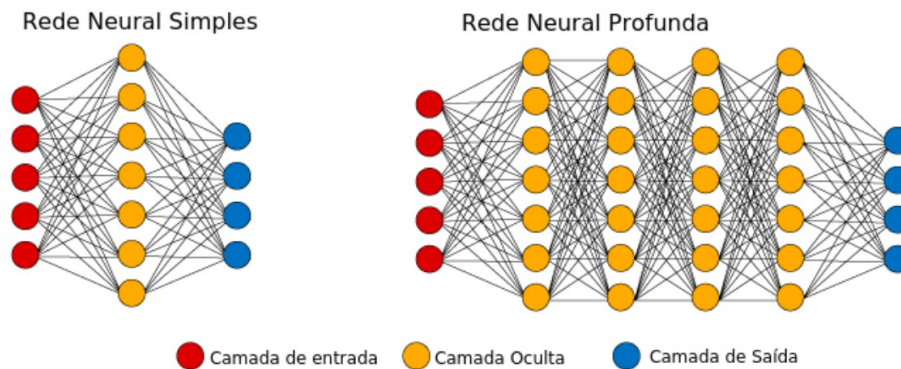 Rede Neural Simples
Rede Neural Profunda
Camada de entrada
Camada Oculta
Camada de Saída